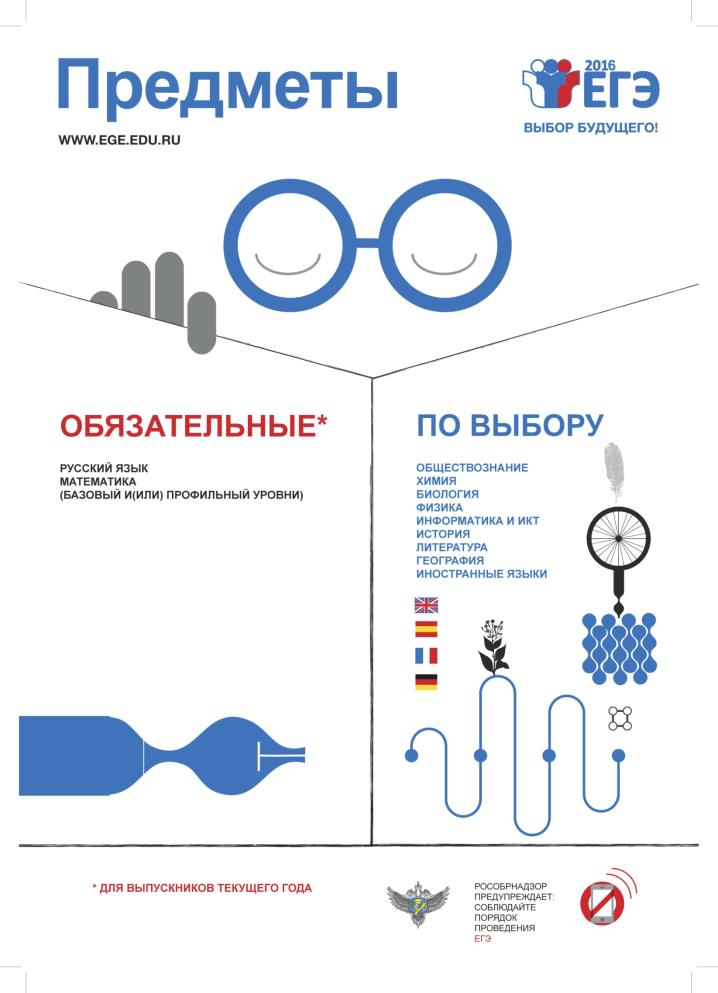 Предметы
WWW.EGE.EDU.RU
2016
ЕГЭ
ВЫБОР БУДУЩЕГО!
ОБЯЗАТЕЛЬНЫЕ*
РУССКИЙ ЯЗЫК
МАТЕМАТИКА
(БАЗОВЫЙ И(ИЛИ) ПРОФИЛЬНЫЙ УРОВНИ)
ПО ВЫБОРУ
ОБЩЕСТВОЗНАНИЕ
ХИМИЯ
БИОЛОГИЯ
ФИЗИКА
ИНФОРМАТИКА И ИКТ
ИСТОРИЯ
ЛИТЕРАТУРА
ГЕОГРАФИЯ
ИНОСТРАННЫЕ ЯЗЫКИ
* ДЛЯ ВЫПУСКНИКОВ ТЕКУЩЕГО ГОДА
РОСОБРНАДЗОР
ПРЕДУПРЕЖДАЕТ:
СОБЛЮДАЙТЕ
ПОРЯДОК
ПРОВЕДЕНИЯ
ЕГЭ